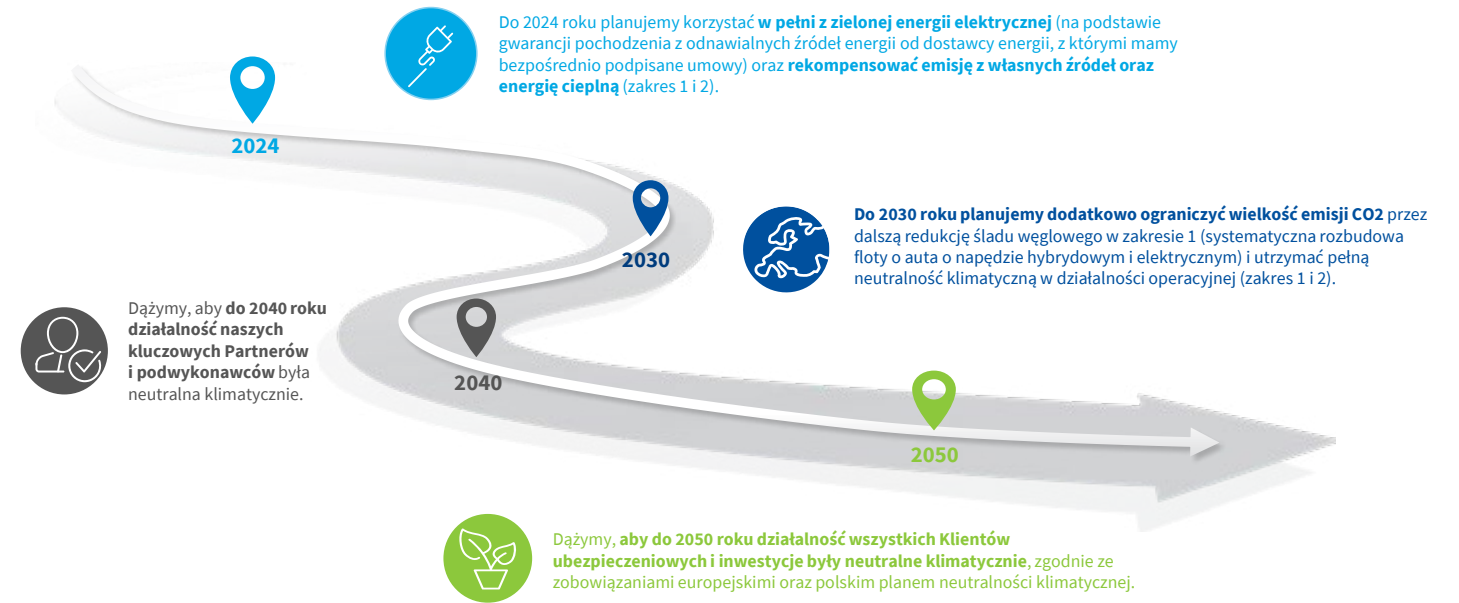 Do 2024 roku planujemy korzystać w pełni z zielonej energii elektrycznej (na podstawie
gwarancji pochodzenia z odnawialnych źródeł energii od dostawcy energii, z którymi mamy
bezpośrednio podpisane umowy) oraz rekompensować emisję z własnych źródeł oraz
energię cieplną (zakres 1 i 2).
2024
Do 2030 roku planujemy dodatkowo ograniczyć wielkość emisji CO2 przez
dalszą redukcję śladu węglowego w zakresie 1 (systematyczna rozbudowa
floty o auta o napędzie hybrydowym i elektrycznym) i utrzymać pełną
neutralność klimatyczną w działalności operacyjnej (zakres 1 i 2).
2030
Dążymy, aby do 2040 roku
działalność naszych
kluczowych Partnerów
i podwykonawców była
neutralna klimatycznie.
2040
2050
Dążymy, aby do 2050 roku działalność wszystkich Klientów
ubezpieczeniowych i inwestycje były neutralne klimatycznie, zgodnie ze
zobowiązaniami europejskimi oraz polskim planem neutralności klimatycznej.